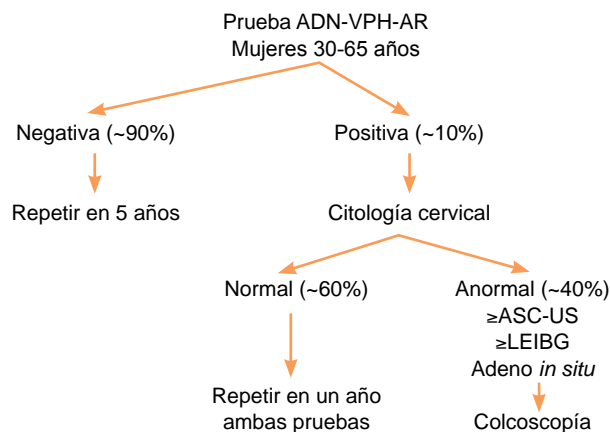 Prueba ADN-VPH-AR
Mujeres 30-65 años
Negativa (~90%)
Positiva (~10%)
Repetir en 5 años
Citología cervical
Normal (~60%)
Anormal (~40%)
≥ASC-US
≥LEIBG
Adeno in situ
Repetir en un año
ambas pruebas
Colcoscopía